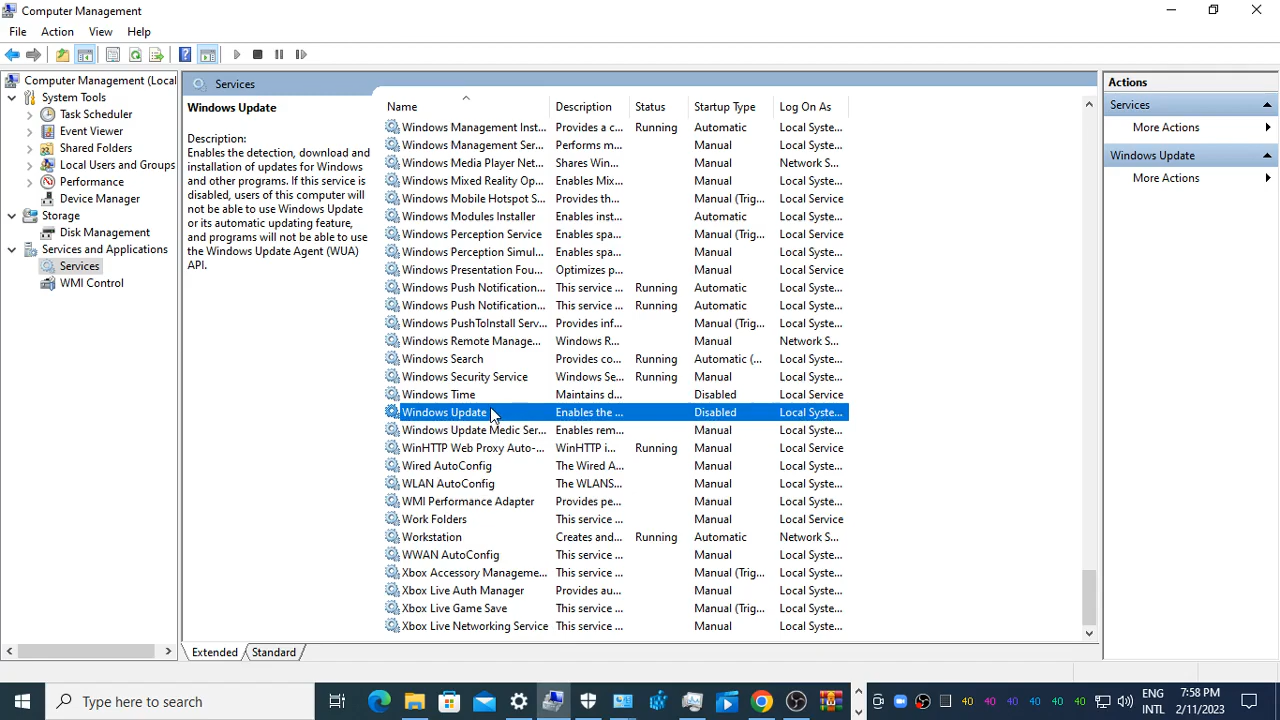 Computer Management
File Action View Help
Computer Management (Local
System Tools
Task Scheduler
Event Viewer
Shared Folders
Local Users and Groups
Performance
Device Manager
Storage
Disk Management
Services and Applications
Services
WMI Control
Services
Windows Update
Description:
Enables the detection, download and
installation of updates for Windows
and other programs. If this service is
disabled, users of this computer will
not be able to use Windows Update
or its automatic updating feature,
and programs will not be able to use
the Windows Update Agent (WUA)
API.
Name Description Status Startup Type Log On As
Windows Management Inst... Provides a c... Running Automatic Local Syste...
Windows Management Ser... Performs m... Manual Local Syste...
Windows Media Player Net... Shares Win... Manual Network S...
Windows Mixed Reality Op... Enables Mix... Manual Local Syste...
Windows Mobile Hotspot S... Provides th... Manual (Trig... Local Service
Windows Modules Installer Enables inst... Automatic Local Syste...
Windows Perception Service Enables spa... Manual (Trig... Local Service
Windows Perception Simul... Enables spa... Manual Local Syste...
Windows Presentation Fou... Optimizes p... Manual Local Service
Windows Push Notification... This service ... Running Automatic Local Syste...
Windows Push Notification... This service ... Running Automatic Local Syste...
Windows PushToInstall Serv... Provides inf... Manual (Trig... Local Syste...
Windows Remote Manage... Windows R... Manual Network S...
Windows Search Provides co... Running Automatic (... Local Syste...
Windows Security Service Windows Se... Running Manual Local Syste...
Windows Time Maintains d... Disabled Local Service
Windows Update Enables the ... Disabled Local Syste...
Windows Update Medic Ser... Enables rem... Manual Local Syste...
WinHTTP Web Proxy Auto-... WinHTTP i... Running Manual Local Service
Wired AutoConfig The Wired A... Manual Local Syste...
WLAN AutoConfig The WLANS... Manual Local Syste...
WMI Performance Adapter Provides pe... Manual Local Syste...
Work Folders This service ... Manual Local Service
Workstation Creates and... Running Automatic Network S...
WWAN AutoConfig This service ... Manual Local Syste...
Xbox Accessory Manageme... This service ... Manual (Trig... Local Syste...
Xbox Live Auth Manager Provides au... Manual Local Syste...
Xbox Live Game Save This service ... Manual (Trig... Local Syste...
Xbox Live Networking Service This service ... Manual Local Syste...
Extended Standard
Actions
Services
More Actions
Windows Update
More Actions
Type here to search
40 40 40 40 40
ENG
INTL
7:58 PM
2/11/2023